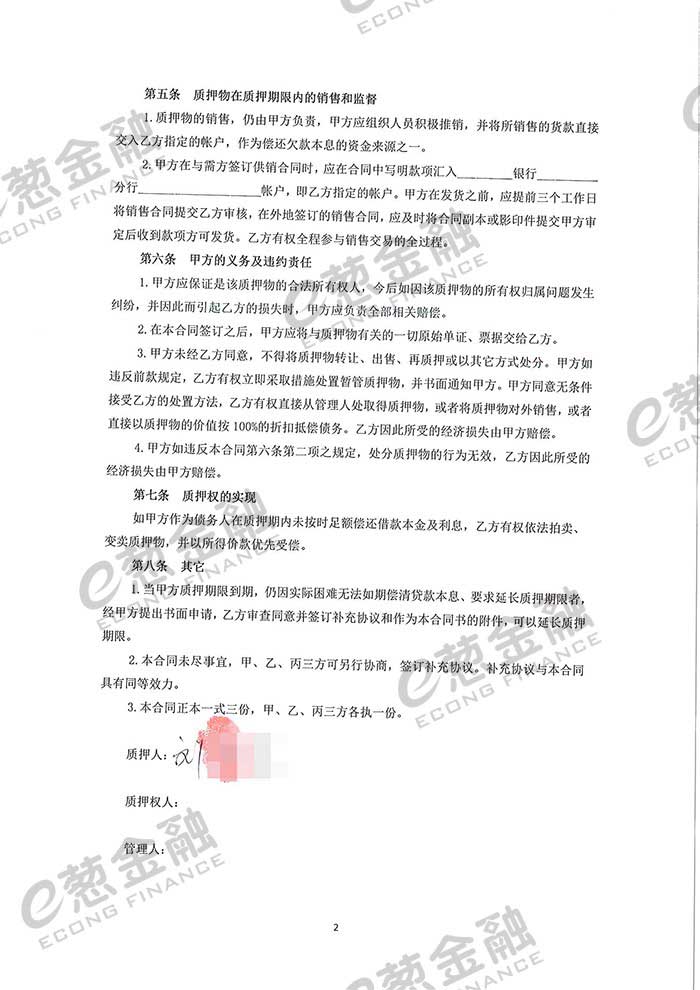 e葱金融
ECONG FINANCE
第五条 质押物在质押期限内的销售和监督
1.质押物的销售，仍由甲方负责，甲方应组织人员积极推销，并将所销售的货款直接
交入乙方指定的帐户，作为偿还欠款本息的资金来源之一。
2.甲方在与需方签订供销合同时，应在合同中写明款项汇入________银行________
分行________________帐户，即乙方指定的帐户。甲方在发货之前，应提前三个工作日
将销售合同提交乙方审核，在外地签订的销售合同，应及时将合同副本或影印件提交甲方审
定后收到款项方可发货。乙方有权全程参与销售交易的全过程。
第六条 甲方的义务及违约责任
1.甲方应保证是该质押物的合法所有权人，今后如因该质押物的所有权归属问题发生
纠纷，并因此而引起乙方的损失时，甲方应负责全部相关赔偿。
2.在本合同签订之后，甲方应将与质押物有关的一切原始单证、票据交给乙方。
3.甲方未经乙方同意，不得将质押物转让、出售、再质押或以其它方式处分。甲方如
违反前款规定，乙方有权立即采取措施处置暂管质押物，并书面通知甲方。甲方同意无条件
接受乙方的处置方法，乙方有权直接从管理人处取得质押物，或者将质押物对外销售，或者
直接以质押物的价值按100%的折扣抵偿债务。乙方因此所受的经济损失由甲方赔偿。
4.甲方如违反本合同第六条第二项之规定，处分质押物的行为无效，乙方因此所受的
经济损失由甲方赔偿。
第七条 质押权的实现
如甲方作为债务人在质押期内未按时足额偿还借款本金及利息，乙方有权依法拍卖、
变卖质押物，并以所得价款优先受偿。
第八条 其它
1.当甲方质押期限到期，仍因实际困难无法如期偿清贷款本息、要求延长质押期限者，
经甲方提出书面申请，乙方审查同意并签订补充协议和作为本合同书的附件，可以延长质押
期限。
2.本合同未尽事宜，甲、乙、丙三方可另行协商，签订补充协议。补充协议与本合同
具有同等效力。
3.本合同正本一式三份，甲、乙、丙三方各执一份。
质押人：
质押权人：
管理人：
2